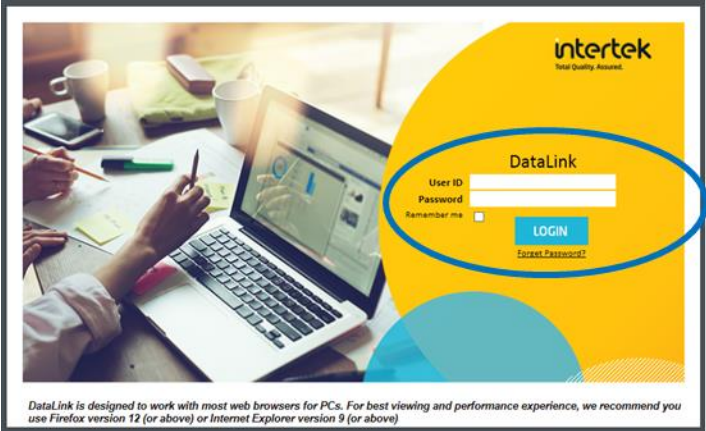 intertek
Total Quality. Assured.
DataLink
User ID
Password
Remember me
LOGIN
Forget Password?
DataLink is designed to work with most web browsers for PCs. For best viewing and performance experience, we recommend you
use Firefox version 12 (or above) or Internet Explorer version 9 (or above)